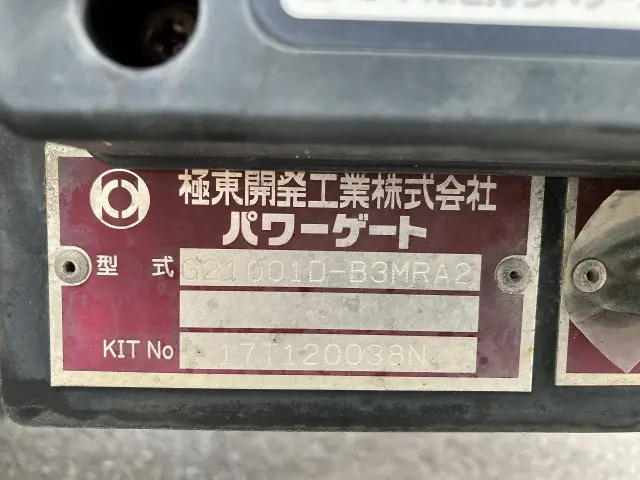 極東開発工業株式会社
パワーゲート
型式 G21001D-B3MRA2
KIT No 17T120038N